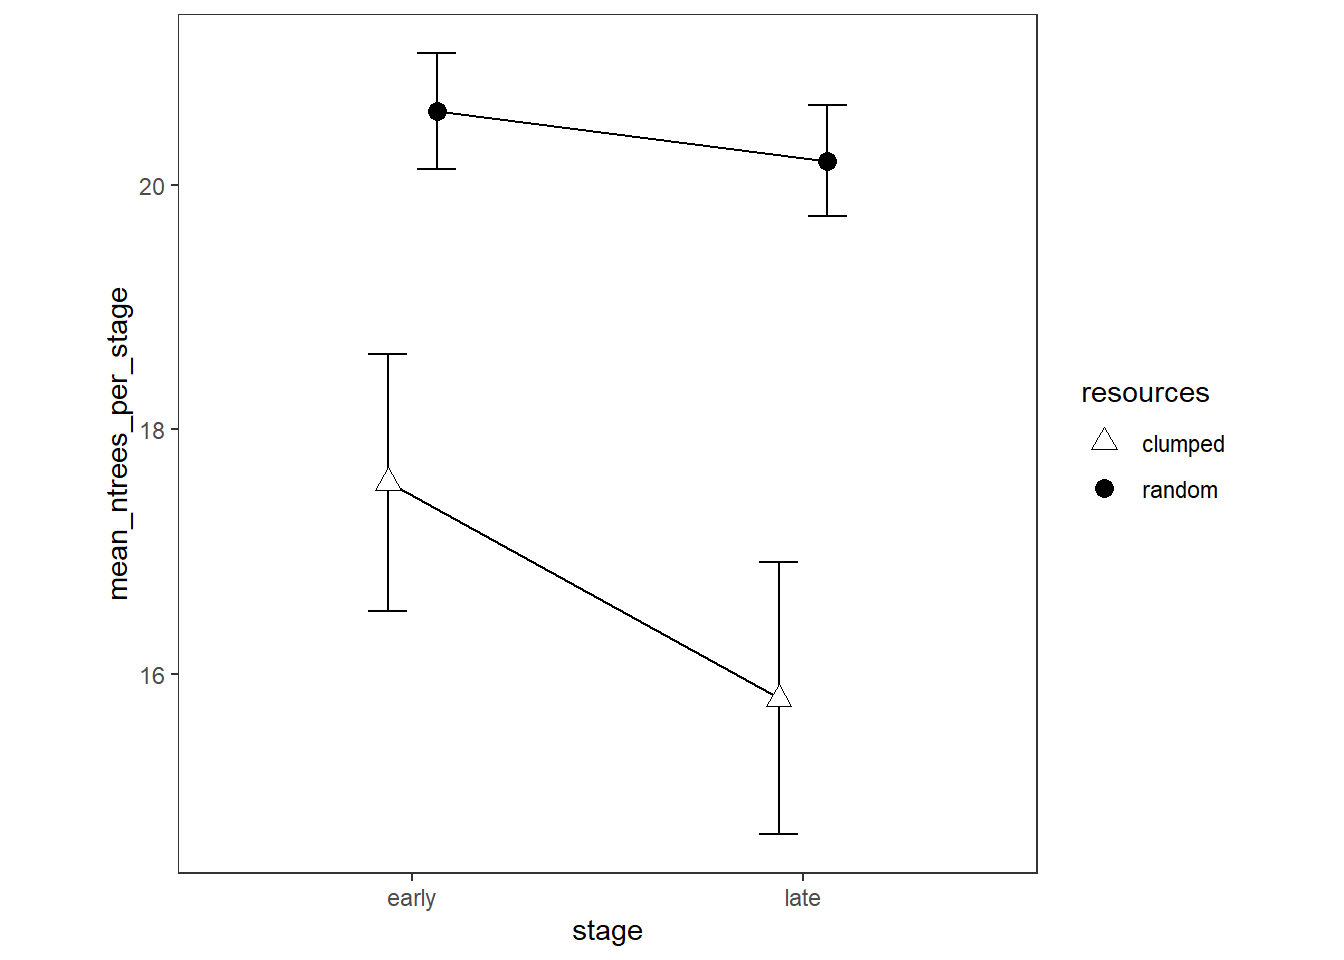 mean_ntrees_per_stage
20
18
16
early
late
stage
resources
clumped
random